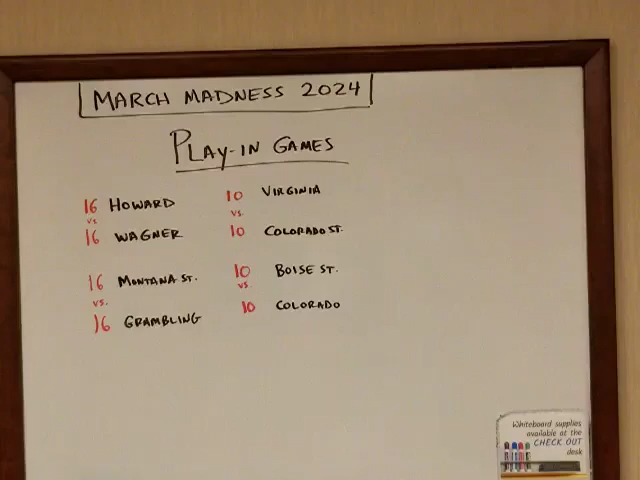 MARCH MADNESS 2024
PLAY-IN GAMES
16 HOWARD
vs.
16 WAGNER
16 MONTANA ST.
vs.
16 GRAMBLING
10 VIRGINIA
vs.
10 COLORADO ST.
10 BOISE ST.
vs.
10 COLORADO
Whiteboard supplies
available at the
CHECK OUT
desk